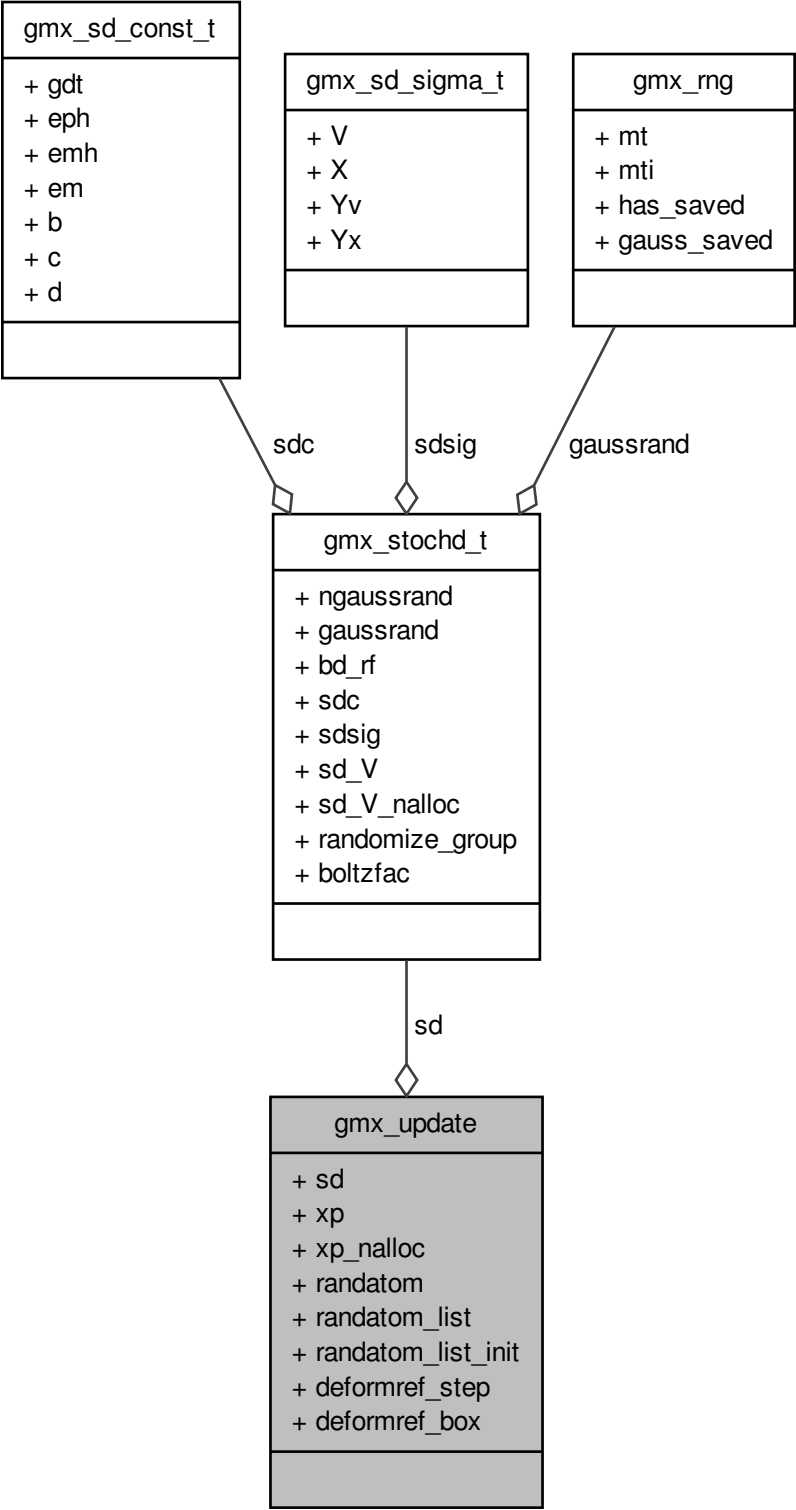 gmx_sd_const_t
+ gdt
+ eph
+ emh
+ em
+ b
+ c
+ d
gmx_sd_sigma_t
+ V
+ X
+ Yv
+ Yx
gmx_rng
+ mt
+ mti
+ has_saved
+ gauss_saved
sdc
sdsig
gaussrand
gmx_stochd_t
+ ngaussrand
+ gaussrand
+ bd_rf
+ sdc
+ sdsig
+ sd_V
+ sd_V_nalloc
+ randomize_group
+ boltzfac
sd
gmx_update
+ sd
+ xp
+ xp_nalloc
+ randatom
+ randatom_list
+ randatom_list_init
+ deformref_step
+ deformref_box